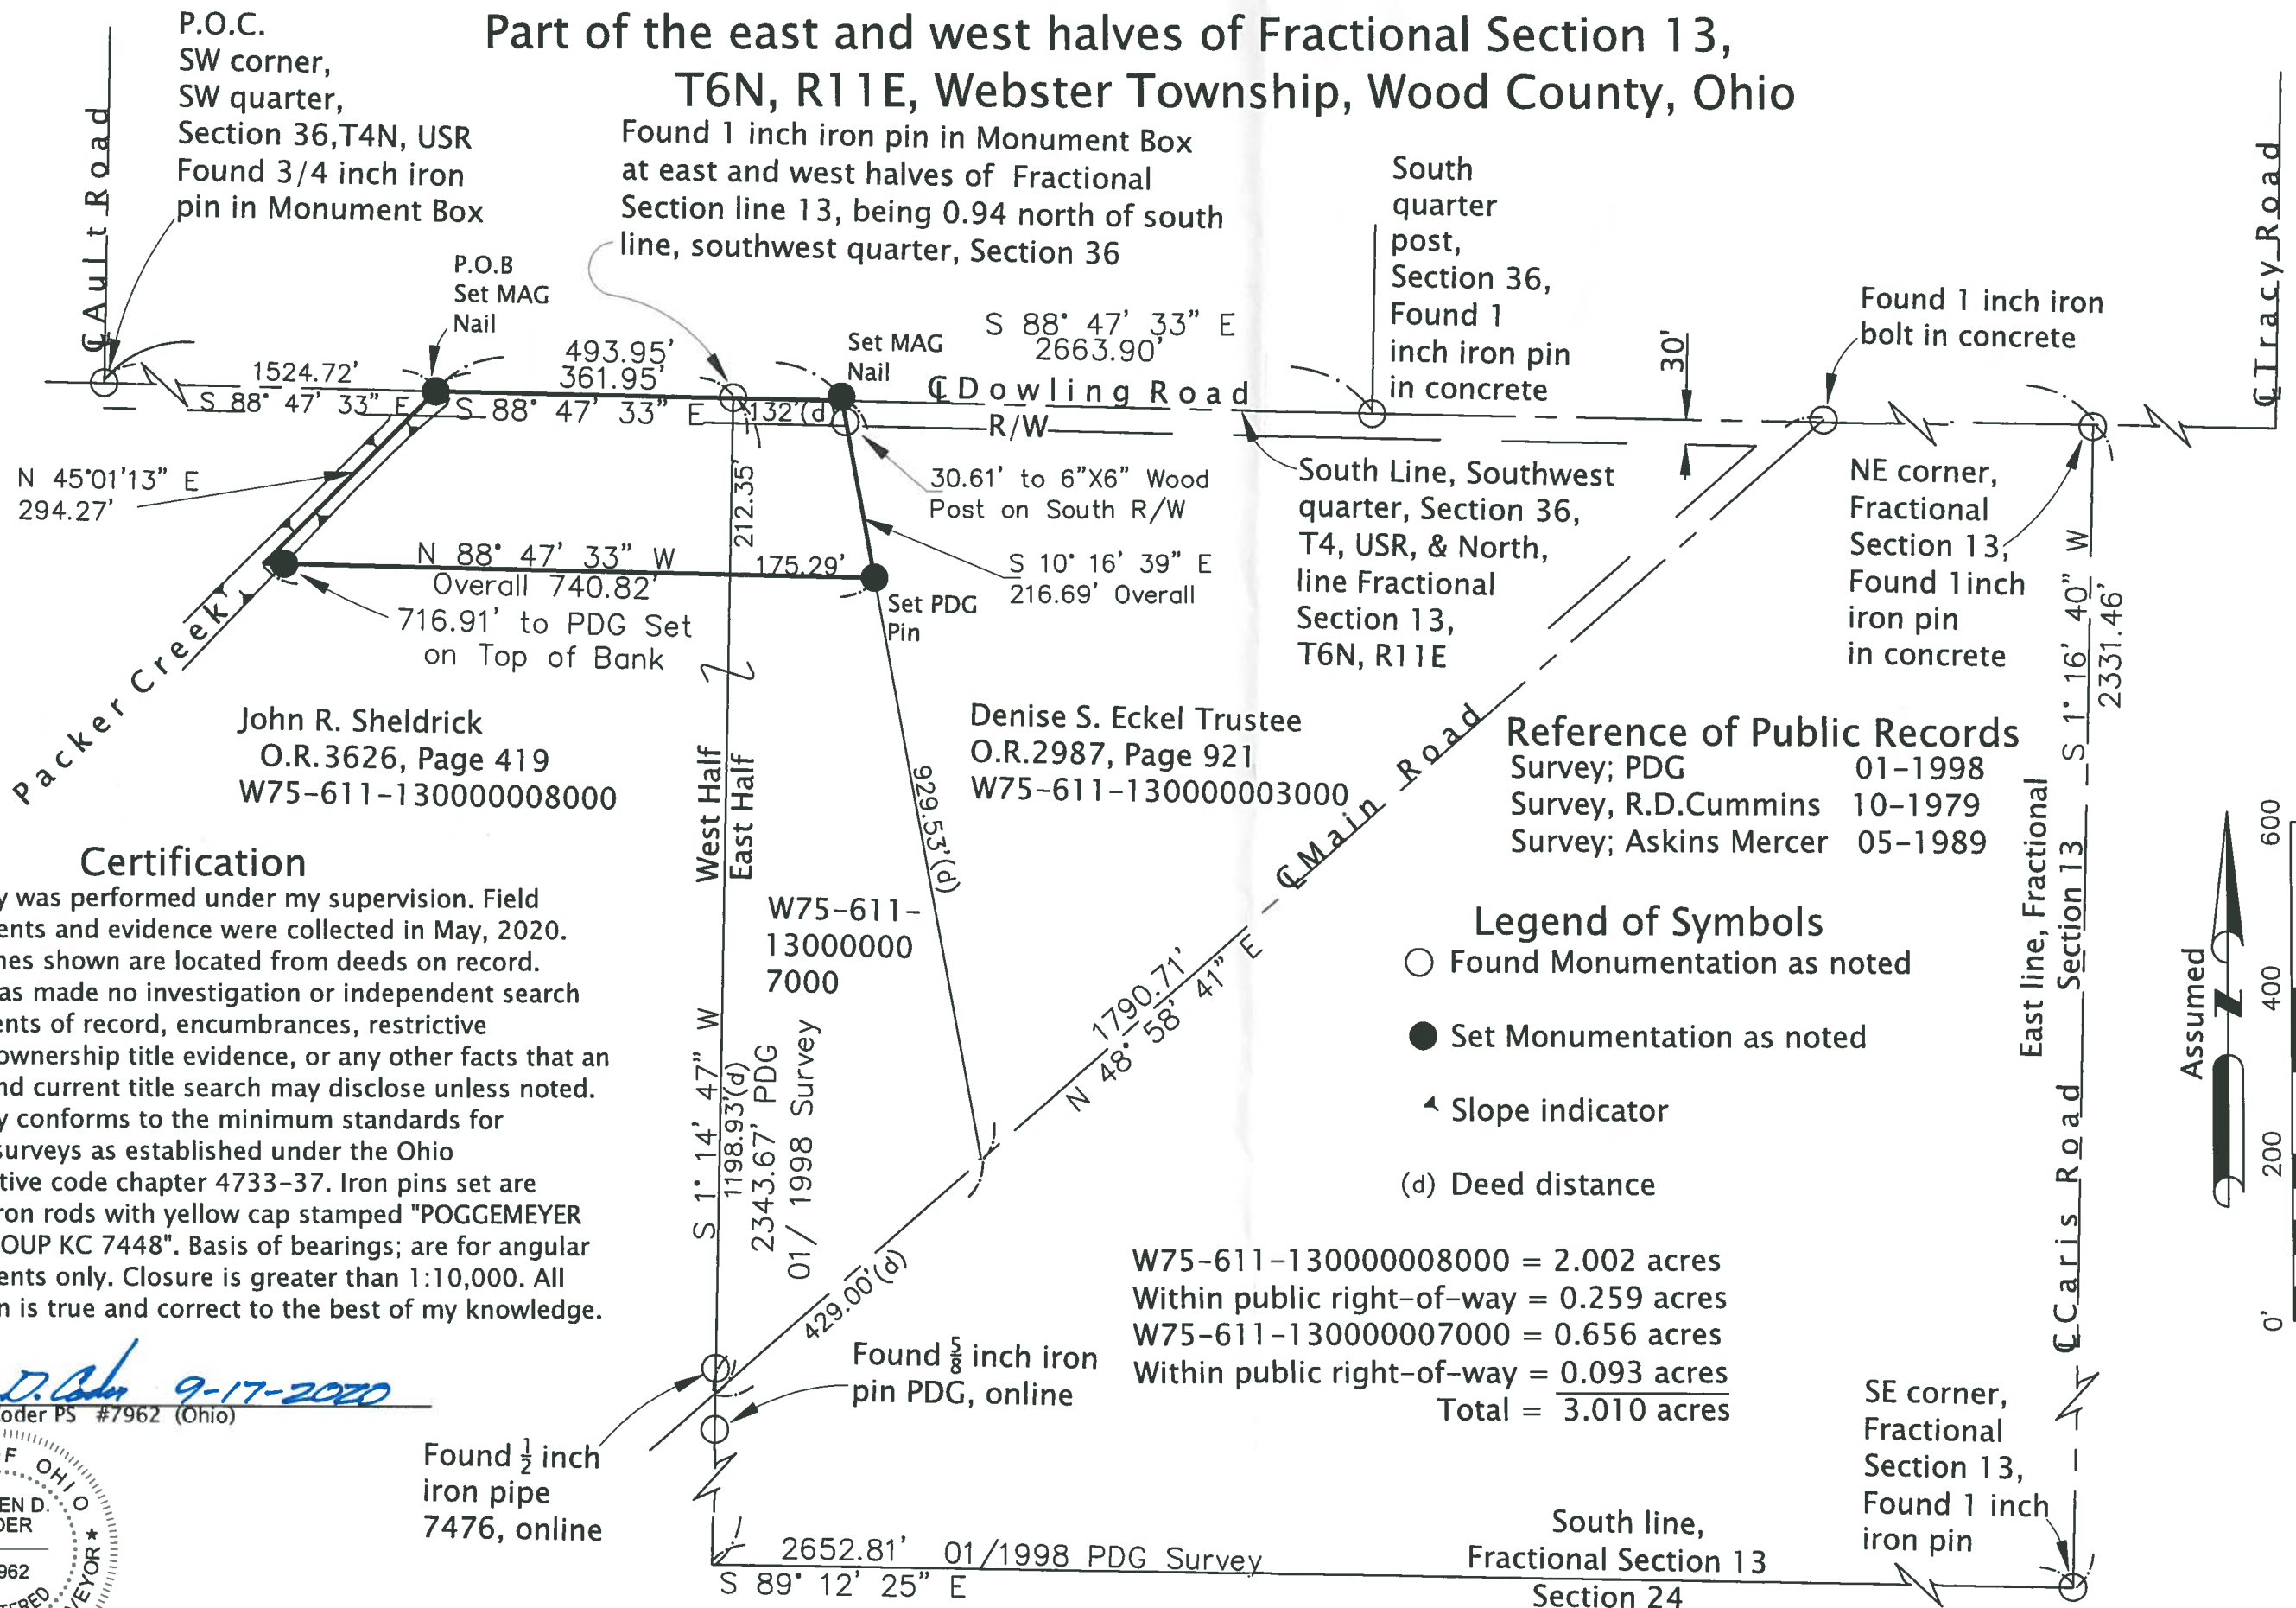 Part of the east and west halves of Fractional Section 13,
T6N, R11E, Webster Township, Wood County, Ohio
P.O.C.
SW corner,
SW quarter,
Section 36,T4N, USR
Found 3/4 inch iron
pin in Monument Box
℄ Ault Road
Found 1 inch iron pin in Monument Box
at east and west halves of Fractional
Section line 13, being 0.94 north of south
line, southwest quarter, Section 36
South
quarter
post,
Section 36,
Found 1
inch iron pin
in concrete
℄ Tracy Road
P.O.B
Set MAG
Nail
Set MAG
Nail
S 88° 47' 33" E
2663.90'
30'
Found 1 inch iron
bolt in concrete
1524.72'
S 88° 47' 33" E
493.95'
361.95'
S 88° 47' 33" E
132'(d)
℄ Dowling Road
R/W
N 45°01'13" E
294.27'
212.35'
30.61' to 6"X6" Wood
Post on South R/W
S 10° 16' 39" E
216.69' Overall
South Line, Southwest
quarter, Section 36,
T4, USR, & North,
line Fractional
Section 13,
T6N, R11E
NE corner,
Fractional
Section 13,
Found 1inch
iron pin
in concrete
S 1° 16' 40" W
2331.46'
N 88° 47' 33" W
Overall 740.82'
175.29'
716.91' to PDG Set
on Top of Bank
Set PDG
Pin
Packer Creek
John R. Sheldrick
O.R.3626, Page 419
W75-611-130000008000
West Half
East Half
929.53'(d)
Denise S. Eckel Trustee
O.R.2987, Page 921
W75-611-130000003000
℄ Main Road
Reference of Public Records
Survey; PDG 01-1998
Survey, R.D.Cummins 10-1979
Survey; Askins Mercer 05-1989
East line, Fractional
Section 13
℄ Caris Road
W75-611-
13000000
7000
S 1° 14' 47" W
1198.93'(d)
2343.67' PDG
01/ 1998 Survey
1790.71'
N 48° 58' 41" E
429.00'(d)
Legend of Symbols
Found Monumentation as noted
Set Monumentation as noted
Slope indicator
(d) Deed distance
Assumed
N
600
400
200
0'
Certification
y was performed under my supervision. Field
ents and evidence were collected in May, 2020.
nes shown are located from deeds on record.
as made no investigation or independent search
ents of record, encumbrances, restrictive
ownership title evidence, or any other facts that an
nd current title search may disclose unless noted.
y conforms to the minimum standards for
surveys as established under the Ohio
tive code chapter 4733-37. Iron pins set are
ron rods with yellow cap stamped "POGGEMEYER
OUP KC 7448". Basis of bearings; are for angular
ents only. Closure is greater than 1:10,000. All
n is true and correct to the best of my knowledge.
D. Coder 9-17-2020
oder PS #7962 (Ohio)
F OHIO
EN D.
DER
962
TERED
VEYOR
W75-611-130000008000 = 2.002 acres
Within public right-of-way = 0.259 acres
W75-611-130000007000 = 0.656 acres
Within public right-of-way = 0.093 acres
Total = 3.010 acres
Found 5/8 inch iron
pin PDG, online
Found 1/2 inch
iron pipe
7476, online
SE corner,
Fractional
Section 13,
Found 1 inch
iron pin
2652.81' 01/1998 PDG Survey
S 89° 12' 25" E
South line,
Fractional Section 13
Section 24